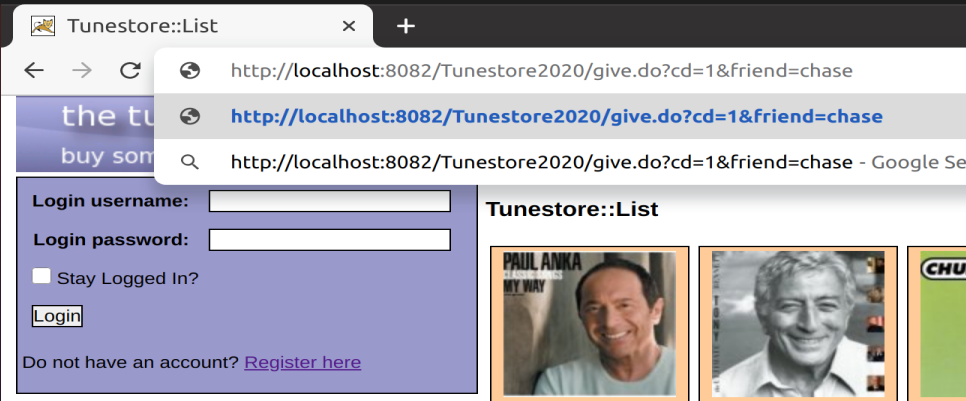 Tunestore::List
http://localhost:8082/Tunestore2020/give.do?cd=1&friend=chase
http://localhost:8082/Tunestore2020/give.do?cd=1&friend=chase
http://localhost:8082/Tunestore2020/give.do?cd=1&friend=chase - Google Se
the tu
buy som
Login username:
Login password:
Stay Logged In?
Login
Do not have an account? Register here
Tunestore::List
PAUL ANKA
MY WAY
TONY
CHU